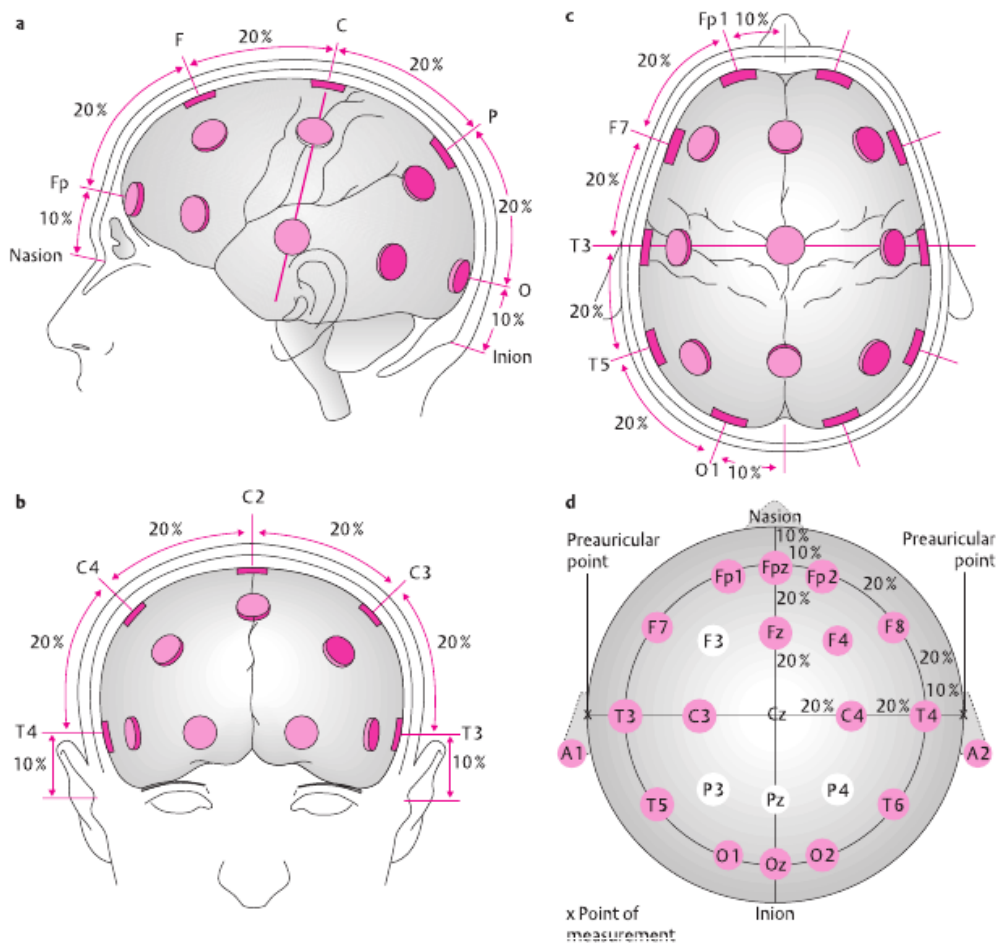 a
F
20%
C
20%
20%
P
Fp
10%
20%
Nasion
O
10%
Inion
c
Fp1 10%
20%
F7
20%
T3
20%
T5
20%
O1 10%
b
C2
20% 20%
C4 C3
20% 20%
T4 T3
10% 10%
d
Nasion
Preauricular point
Preauricular point
10%
10%
Fp1 Fpz Fp2
20% 20%
F7 F3 Fz F4 F8
20% 20%
10%
T3 C3 Cz 20% C4 20% T4
A1 A2
P3 Pz P4
T5 T6
O1 Oz O2
Inion
x Point of
measurement